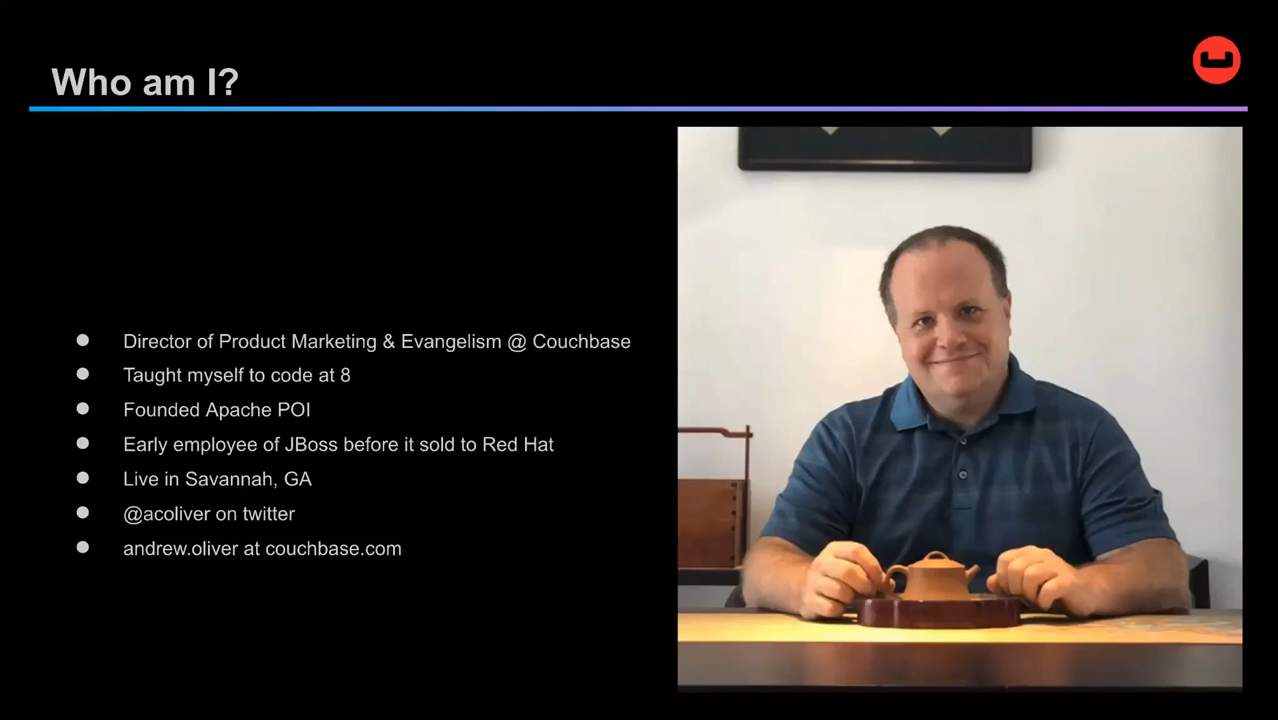 Who am I?
Director of Product Marketing & Evangelism @ Couchbase
Taught myself to code at 8
Founded Apache POI
Early employee of JBoss before it sold to Red Hat
Live in Savannah, GA
@acoliver on twitter
andrew.oliver at couchbase.com